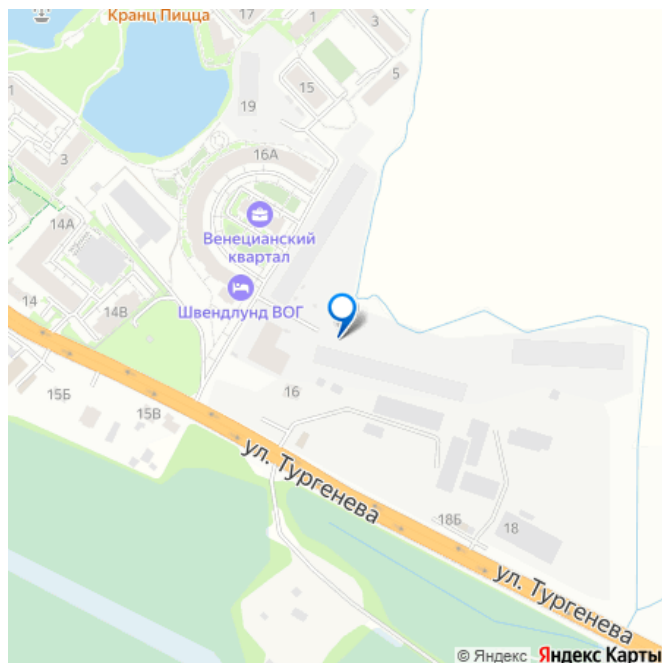 Кранц Пицца
17
1
3
5
15
19
1
3
16А
14А
Венецианский
квартал
Швендлунд ВОГ
14
14В
15Б
15В
16
ул. Тургенева
18Б
18
ул. Тургенева
© Яндекс Яндекс Карты